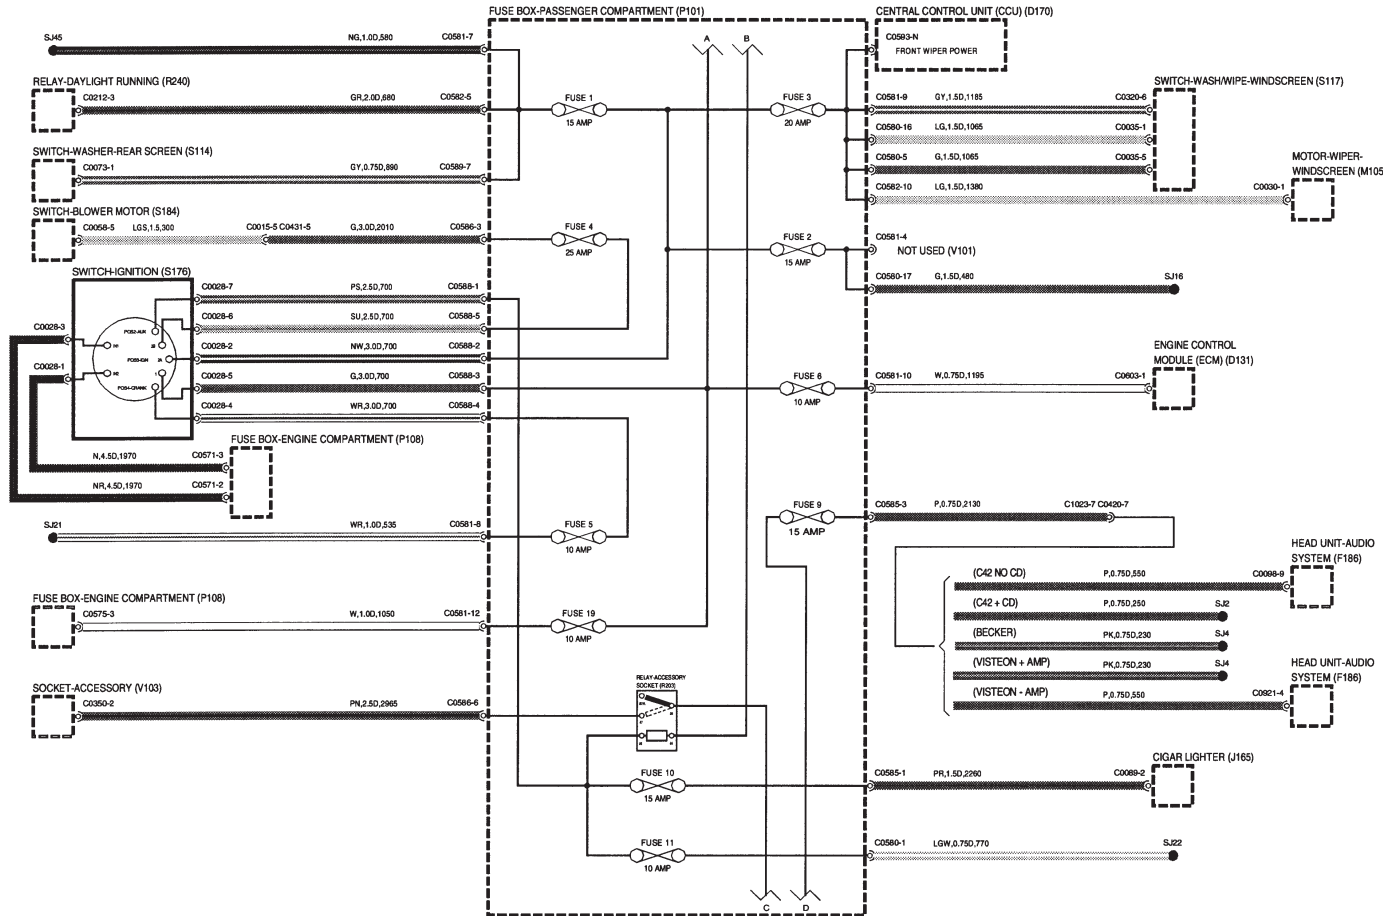 FUSE BOX-PASSENGER COMPARTMENT (P101)
CENTRAL CONTROL UNIT (CCU) (D170)
C0593-N
FRONT WIPER POWER
SJ45
NG,1.0D,580
C0581-7
A
B
RELAY-DAYLIGHT RUNNING (R240)
C0212-3
GR,2.0D,680
C0582-5
FUSE 1
15 AMP
FUSE 3
20 AMP
SWITCH-WASH/WIPE-WINDSCREEN (S117)
C0581-9
GY,1.5D,1185
C0320-6
C0580-16
LG,1.5D,1065
C0035-1
C0580-5
G,1.5D,1065
C0035-5
MOTOR-WIPER-
WINDSCREEN (M105
C0582-10
LG,1.5D,1380
C0030-1
SWITCH-WASHER-REAR SCREEN (S114)
C0073-1
GY,0.75D,890
C0589-7
SWITCH-BLOWER MOTOR (S184)
C0058-5
LGS,1.5,300
C0015-5 C0431-5
G,3.0D,2010
C0586-3
FUSE 4
25 AMP
FUSE 2
15 AMP
C0581-4
NOT USED (V101)
C0580-17
G,1.5D,480
SJ16
SWITCH-IGNITION (S176)
C0028-7
PS,2.5D,700
C0588-1
C0028-3
POS2-AUX
C0028-6
SU,2.5D,700
C0588-5
N1
POS3-IGN
C0028-2
NW,3.0D,700
C0588-2
C0028-1
N2
1
C0028-5
G,3.0D,700
C0588-3
POS4-CRANK
C0028-4
WR,3.0D,700
C0588-4
FUSE 6
10 AMP
C0581-10
W,0.75D,1195
C0603-1
ENGINE CONTROL
MODULE (ECM) (D131)
FUSE BOX-ENGINE COMPARTMENT (P108)
N,4.5D,1970
C0571-3
NR,4.5D,1970
C0571-2
SJ21
WR,1.0D,535
C0581-8
FUSE 5
10 AMP
FUSE 9
15 AMP
C0585-3
P,0.75D,2130
C1023-7 C0420-7
HEAD UNIT-AUDIO
SYSTEM (F186)
(C42 NO CD)
P,0.75D,550
C0098-9
(C42 + CD)
P,0.75D,250
SJ2
(BECKER)
PK,0.75D,230
SJ4
(VISTEON + AMP)
PK,0.75D,230
SJ4
(VISTEON - AMP)
P,0.75D,550
C0921-4
HEAD UNIT-AUDIO
SYSTEM (F186)
FUSE BOX-ENGINE COMPARTMENT (P108)
C0575-3
W,1.0D,1050
C0581-12
FUSE 19
10 AMP
SOCKET-ACCESSORY (V103)
C0350-2
PN,2.5D,2965
C0586-6
RELAY-ACCESSORY
SOCKET (R203)
FUSE 10
15 AMP
C0585-1
PR,1.5D,2260
C0089-2
CIGAR LIGHTER (J165)
FUSE 11
10 AMP
C0580-1
LGW,0.75D,770
SJ22
C
D